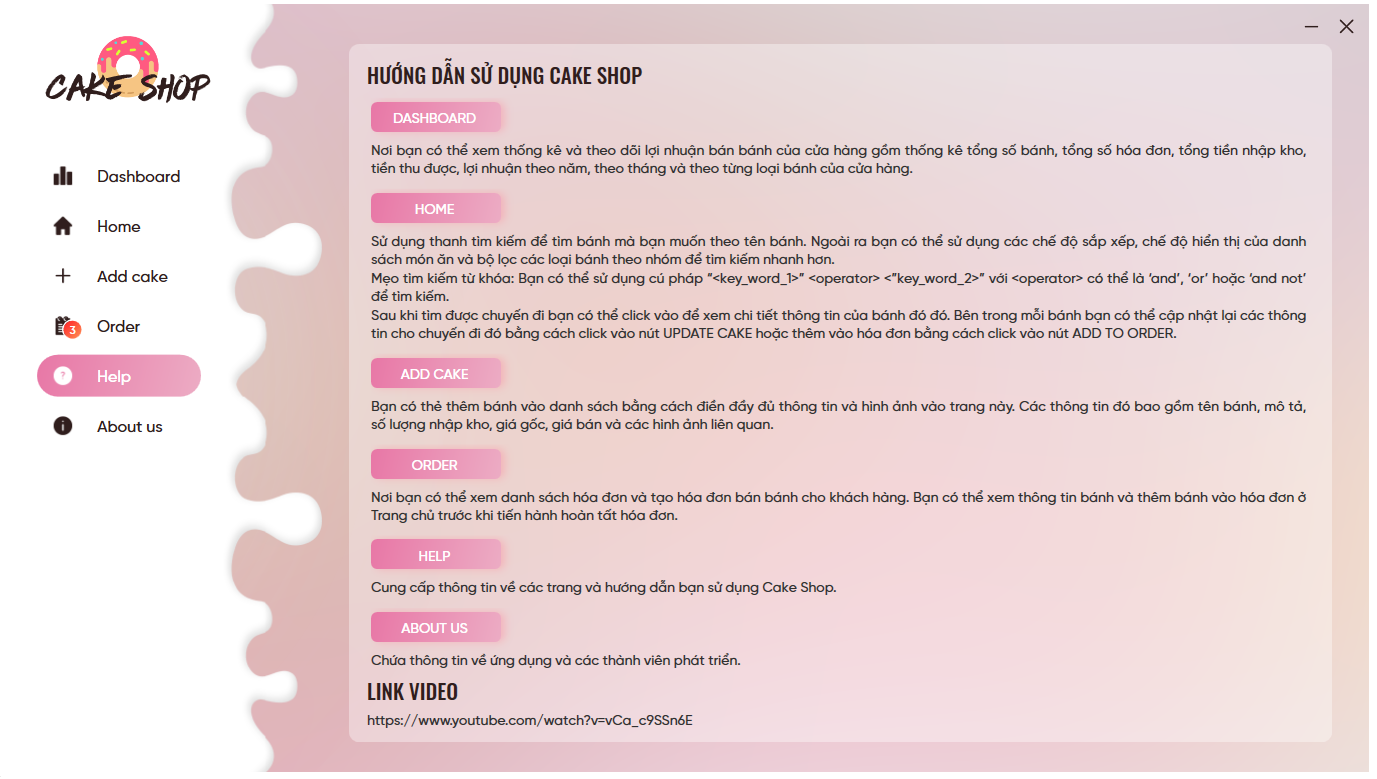 CAKE SHOP
Dashboard
Home
Add cake
3
Order
?
Help
About us
HƯỚNG DẪN SỬ DỤNG CAKE SHOP
DASHBOARD
Nơi bạn có thể xem thống kê và theo dõi lợi nhuận bán bánh của cửa hàng gồm thống kê tổng số bánh, tổng số hóa đơn, tổng tiền nhập kho,
tiền thu được, lợi nhuận theo năm, theo tháng và theo từng loại bánh của cửa hàng.
HOME
Sử dụng thanh tìm kiếm để tìm bánh mà bạn muốn theo tên bánh. Ngoài ra bạn có thể sử dụng các chế độ sắp xếp, chế độ hiển thị của danh
sách món ăn và bộ lọc các loại bánh theo nhóm để tìm kiếm nhanh hơn.
Mẹo tìm kiếm từ khóa: Bạn có thể sử dụng cú pháp “<key_word_1>” <operator> <”key_word_2>” với <operator> có thể là ‘and’, ‘or’ hoặc ‘and not’
để tìm kiếm.
Sau khi tìm được chuyến đi bạn có thể click vào để xem chi tiết thông tin của bánh đó đó. Bên trong mỗi bánh bạn có thể cập nhật lại các thông
tin cho chuyến đi đó bằng cách click vào nút UPDATE CAKE hoặc thêm vào hóa đơn bằng cách click vào nút ADD TO ORDER.
ADD CAKE
Bạn có thẻ thêm bánh vào danh sách bằng cách điền đầy đủ thông tin và hình ảnh vào trang này. Các thông tin đó bao gồm tên bánh, mô tả,
số lượng nhập kho, giá gốc, giá bán và các hình ảnh liên quan.
ORDER
Nơi bạn có thể xem danh sách hóa đơn và tạo hóa đơn bán bánh cho khách hàng. Bạn có thể xem thông tin bánh và thêm bánh vào hóa đơn ở
Trang chủ trước khi tiến hành hoàn tất hóa đơn.
HELP
Cung cấp thông tin về các trang và hướng dẫn bạn sử dụng Cake Shop.
ABOUT US
Chứa thông tin về ứng dụng và các thành viên phát triển.
LINK VIDEO
https://www.youtube.com/watch?v=vCa_c9SSn6E